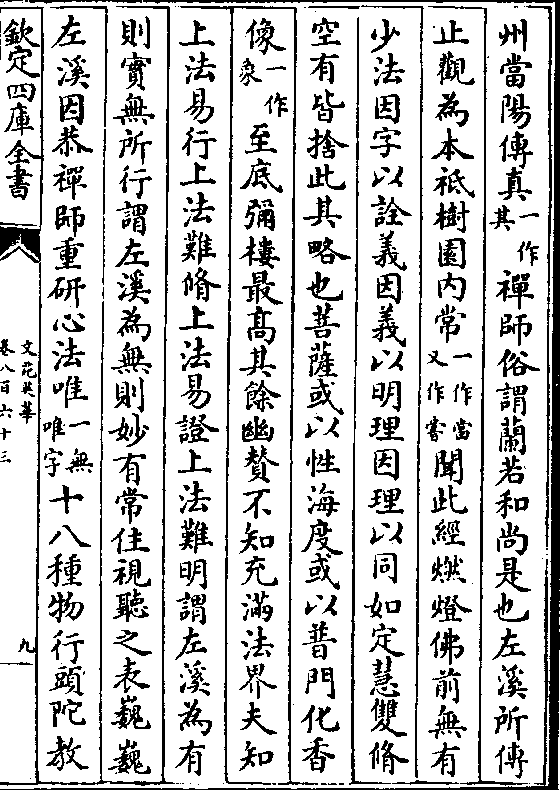 州當陽傳真一作其禪師俗謂蘭若和尚是也左溪所傳
止觀為本祗樹園内常一作當又作嘗聞此經燃燈佛前無有
少法因字以詮義因義以明理因理以同如定慧雙脩
空有皆捨此其略也菩薩或以性海度或以普門化香
像一作象至底彌樓最髙其餘幽贊不知充滿法界夫知
上法易行上法難脩上法易證上法難明謂左溪為有
則實無所行謂左溪為無則妙有常住視聽之表巍巍
左溪因恭禪師重研心法唯一無唯字十八種物行頭陀教
欽定四庫全書
文苑英華
卷八百六十三
九